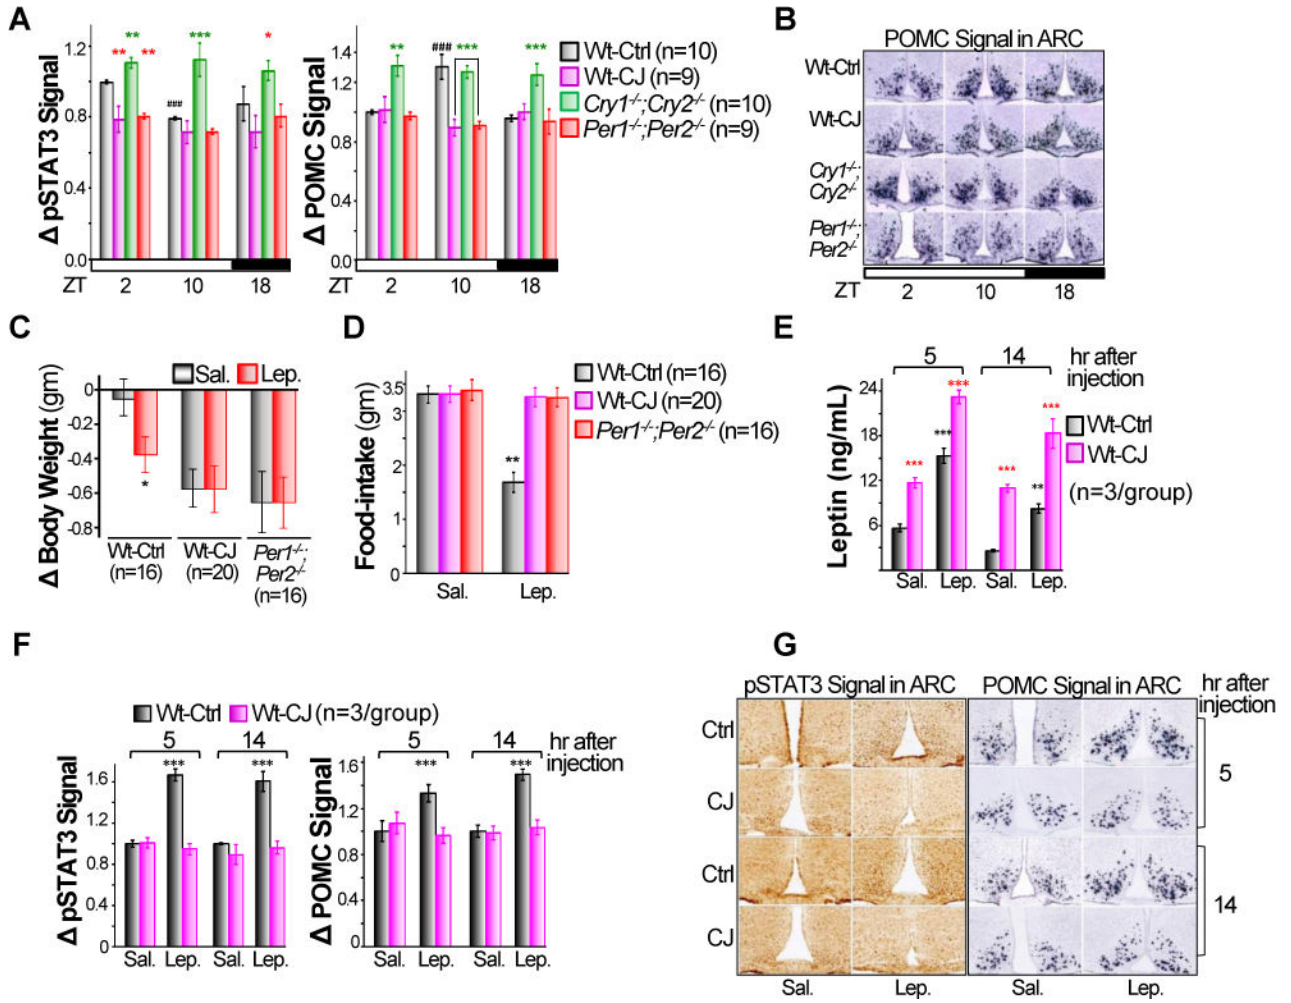 A
Δ pSTAT3 Signal
1.2
0.8
0.4
0.0
** ** ** *** *
###
ZT 2 10 18
Δ POMC Signal
1.4
1.2
1.0
0.8
0.4
0.0
** ### *** ***
ZT 2 10 18
Wt-Ctrl (n=10)
Wt-CJ (n=9)
Cry1-/-;Cry2-/- (n=10)
Per1-/-;Per2-/- (n=9)
B
POMC Signal in ARC
Wt-Ctrl
Wt-CJ
Cry1-/-;
Cry2-/-
Per1-/-;
Per2-/-
ZT 2 10 18
C
Δ Body Weight (gm)
Sal. Lep.
0
-0.2
-0.4
-0.6
-0.8
*
Wt-Ctrl
(n=16)
Wt-CJ
(n=20)
Per1-/-;
Per2-/-
(n=16)
D
Food-intake (gm)
3.5
3
2
1
0
**
Sal. Lep.
Wt-Ctrl (n=16)
Wt-CJ (n=20)
Per1-/-;Per2-/- (n=16)
E
5 14 hr after
injection
Leptin (ng/mL)
24
18
12
6
*** *** *** *** ** ***
Sal. Lep. Sal. Lep.
Wt-Ctrl
Wt-CJ
(n=3/group)
F
Wt-Ctrl Wt-CJ (n=3/group)
5 14
Δ pSTAT3 Signal
1.6
1.2
0.8
0.4
0
*** ***
Sal. Lep. Sal. Lep.
5 14 hr after
injection
Δ POMC Signal
1.6
1.2
0.8
0.4
0
*** ***
Sal. Lep. Sal. Lep.
G
pSTAT3 Signal in ARC POMC Signal in ARC hr after
injection
Ctrl
CJ
5
Ctrl
CJ
14
Sal. Lep. Sal. Lep.